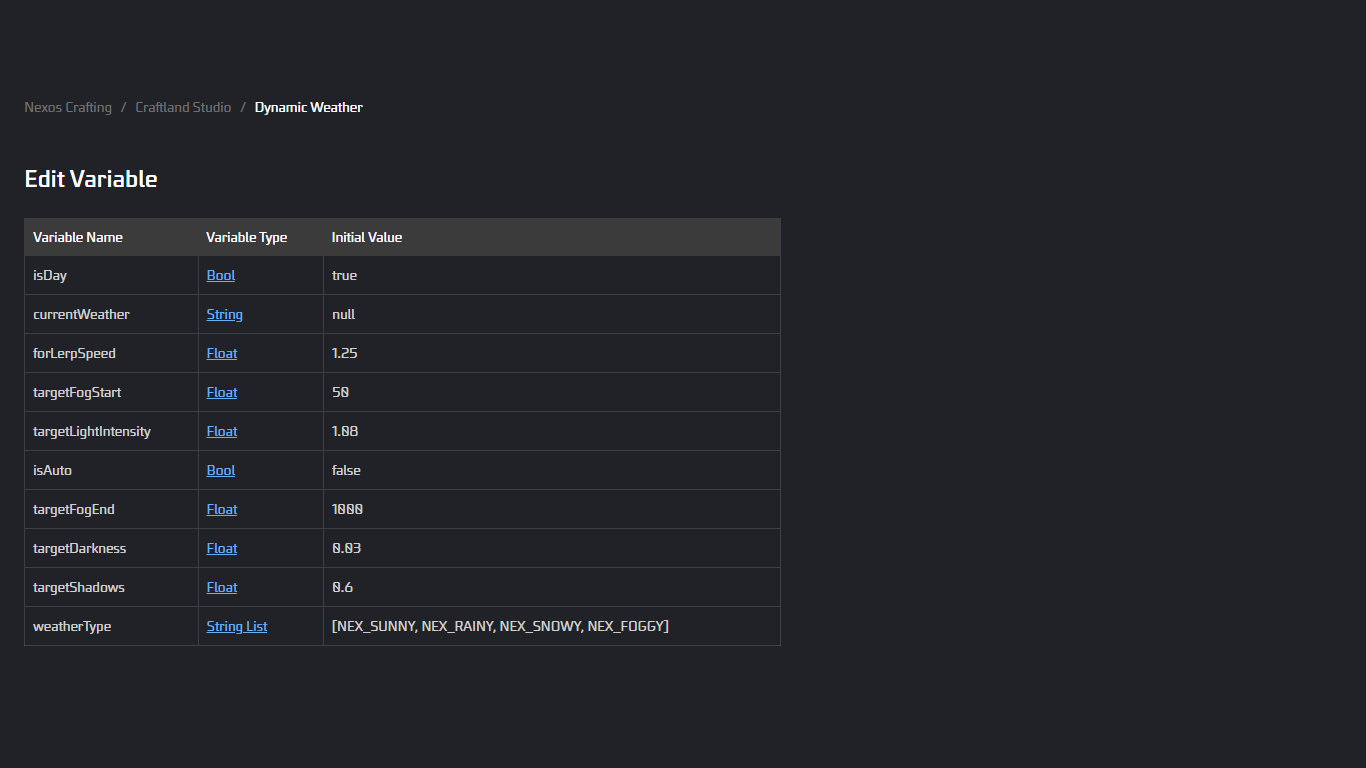 Nexos Crafting / Craftland Studio / Dynamic Weather
Edit Variable
Variable Name Variable Type Initial Value
isDay Bool true
currentWeather String null
forLerpSpeed Float 1.25
targetFogStart Float 50
targetLightIntensity Float 1.08
isAuto Bool false
targetFogEnd Float 1000
targetDarkness Float 0.03
targetShadows Float 0.6
weatherType String List [NEX_SUNNY, NEX_RAINY, NEX_SNOWY, NEX_FOGGY]